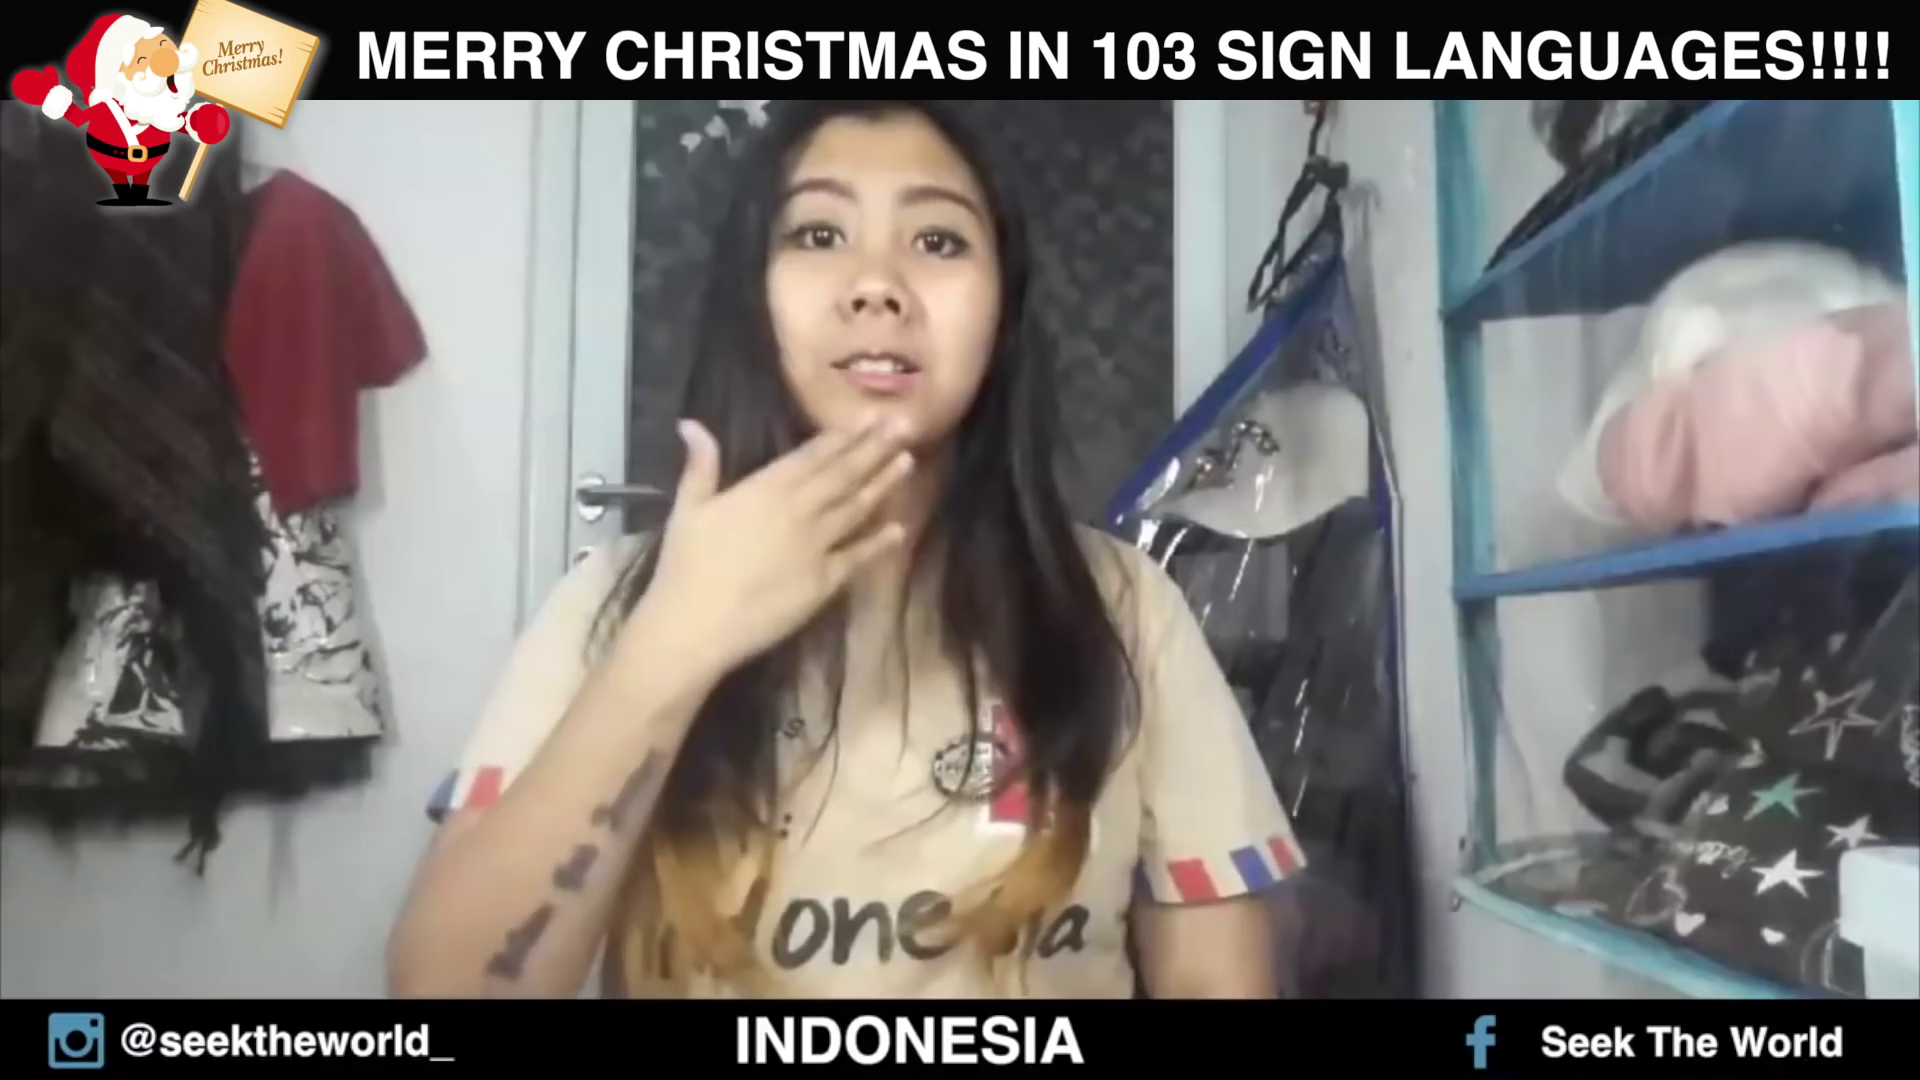 Merry
Christmas!
MERRY CHRISTMAS IN 103 SIGN LANGUAGES!!!!
@seektheworld_
INDONESIA
Seek The World